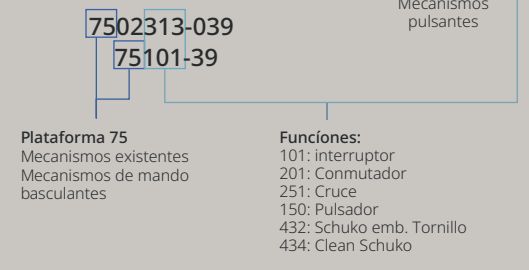 Mecanismos
pulsantes
7502313-039
75101-39
Plataforma 75
Mecanismos existentes
Mecanismos de mando
basculantes
Funcíones:
101: interruptor
201: Conmutador
251: Cruce
150: Pulsador
432: Schuko emb. Tornillo
434: Clean Schuko